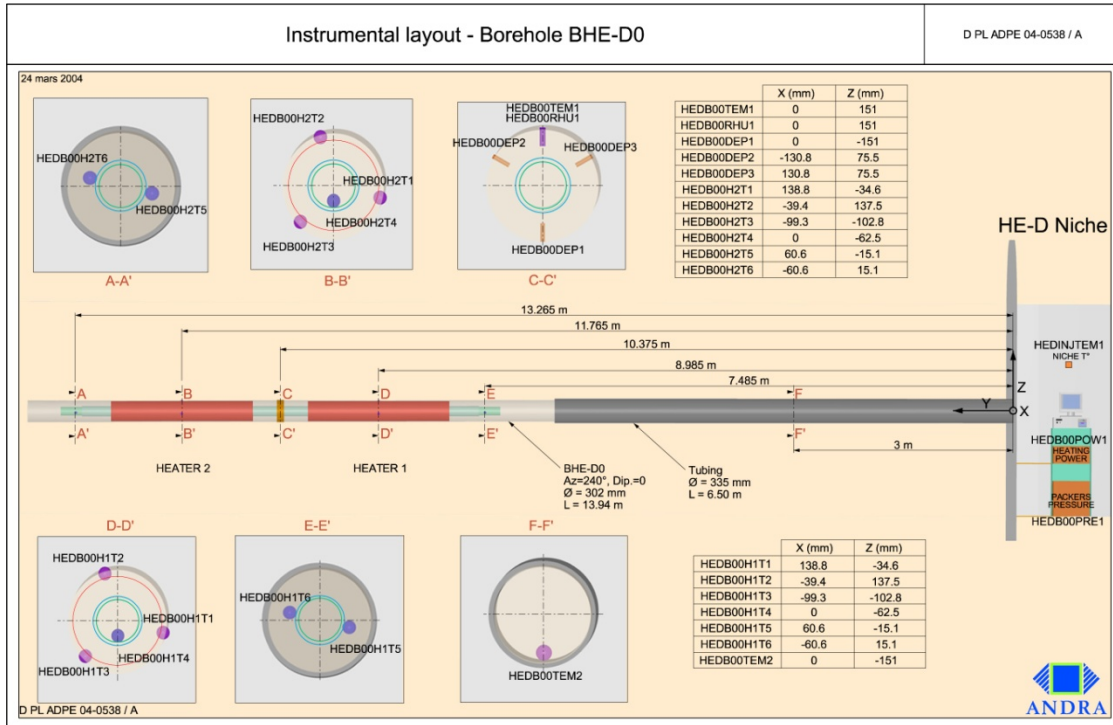 Instrumental layout - Borehole BHE-D0
D PL ADPE 04-0538 / A
24 mars 2004
HEDB00H2T6
HEDB00H2T5
A-A'
HEDB00H2T2
HEDB00H2T1
HEDB00H2T4
HEDB00H2T3
B-B'
HEDB00TEM1
HEDB00RHU1
HEDB00DEP2
HEDB00DEP3
HEDB00DEP1
C-C'
X (mm) Z (mm)
HEDB00TEM1 0 151
HEDB00RHU1 0 151
HEDB00DEP1 0 -151
HEDB00DEP2 -130.8 75.5
HEDB00DEP3 130.8 75.5
HEDB00H2T1 138.8 -34.6
HEDB00H2T2 -39.4 137.5
HEDB00H2T3 -99.3 -102.8
HEDB00H2T4 0 -62.5
HEDB00H2T5 60.6 -15.1
HEDB00H2T6 -60.6 15.1
HE-D Niche
13.265 m
11.765 m
10.375 m
8.985 m
7.485 m
A B C D E F
A' B' C' D' E' F'
3 m
Z
Y
X
HEDINJTEM1
NICHE T°
HEDB00POW1
HEATING
POWER
PACKERS
PRESSURE
HEDB00PRE1
HEATER 2
HEATER 1
BHE-D0
Az=240°, Dip.=0
Ø = 302 mm
L = 13.94 m
Tubing
Ø = 335 mm
L = 6.50 m
D-D'
HEDB00H1T2
HEDB00H1T1
HEDB00H1T4
HEDB00H1T3
E-E'
HEDB00H1T6
HEDB00H1T5
F-F'
HEDB00TEM2
X (mm) Z (mm)
HEDB00H1T1 138.8 -34.6
HEDB00H1T2 -39.4 137.5
HEDB00H1T3 -99.3 -102.8
HEDB00H1T4 0 -62.5
HEDB00H1T5 60.6 -15.1
HEDB00H1T6 -60.6 15.1
HEDB00TEM2 0 -151
D PL ADPE 04-0538 / A
ANDRA